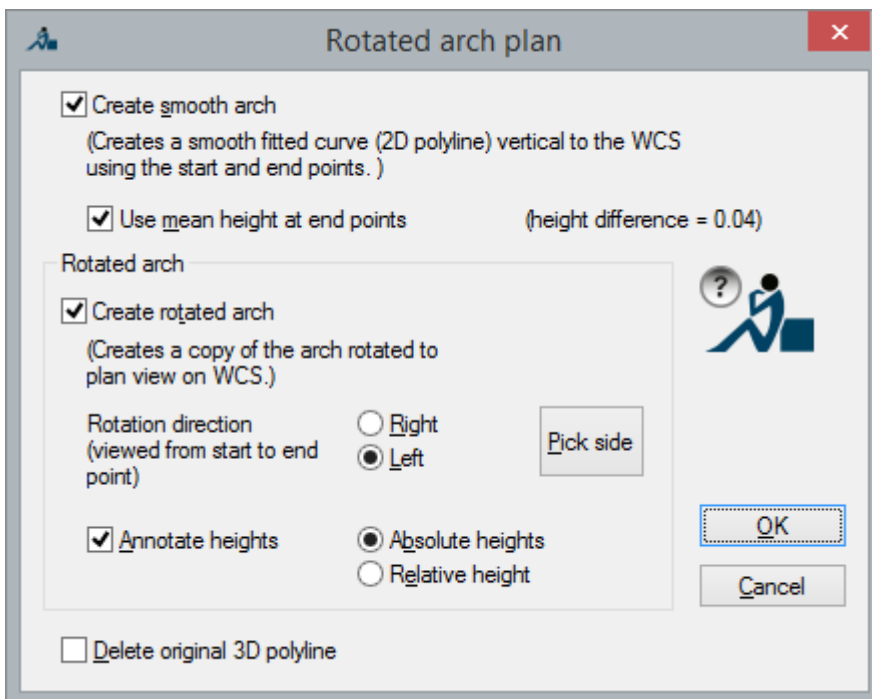 Rotated arch plan
Create smooth arch
(Creates a smooth fitted curve (2D polyline) vertical to the WCS
using the start and end points. )
Use mean height at end points (height difference = 0.04)
Rotated arch
Create rotated arch
(Creates a copy of the arch rotated to
plan view on WCS.)
Rotation direction
(viewed from start to end
point)
Right
Left
Pick side
Annotate heights
Absolute heights
Relative height
?
OK
Cancel
Delete original 3D polyline